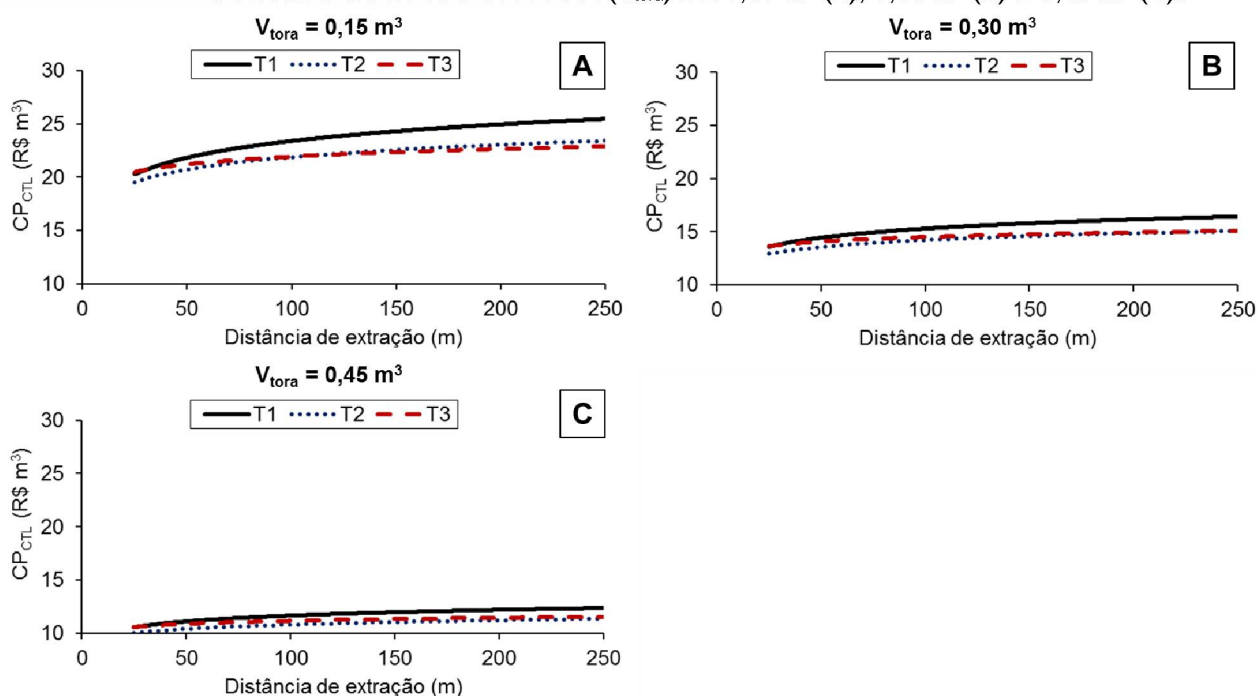 V_tora = 0,15 m³
T1 T2 T3
A
CP_CTL (R$ m³)
30
25
20
15
10
0 50 100 150 200 250
Distância de extração (m)
V_tora = 0,30 m³
T1 T2 T3
B
CP_CTL (R$ m³)
30
25
20
15
10
0 50 100 150 200 250
Distância de extração (m)
V_tora = 0,45 m³
T1 T2 T3
C
CP_CTL (R$ m³)
30
25
20
15
10
0 50 100 150 200 250
Distância de extração (m)